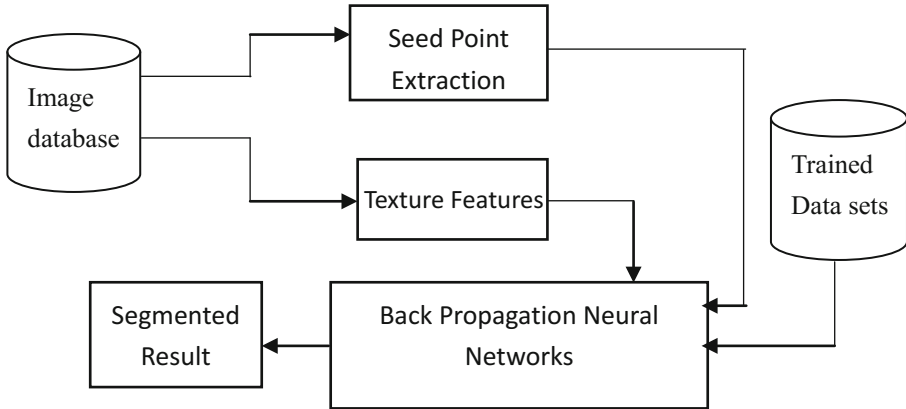 Seed Point
Extraction
Image
database
Trained
Data sets
Texture Features
Segmented
Result
Back Propagation Neural
Networks